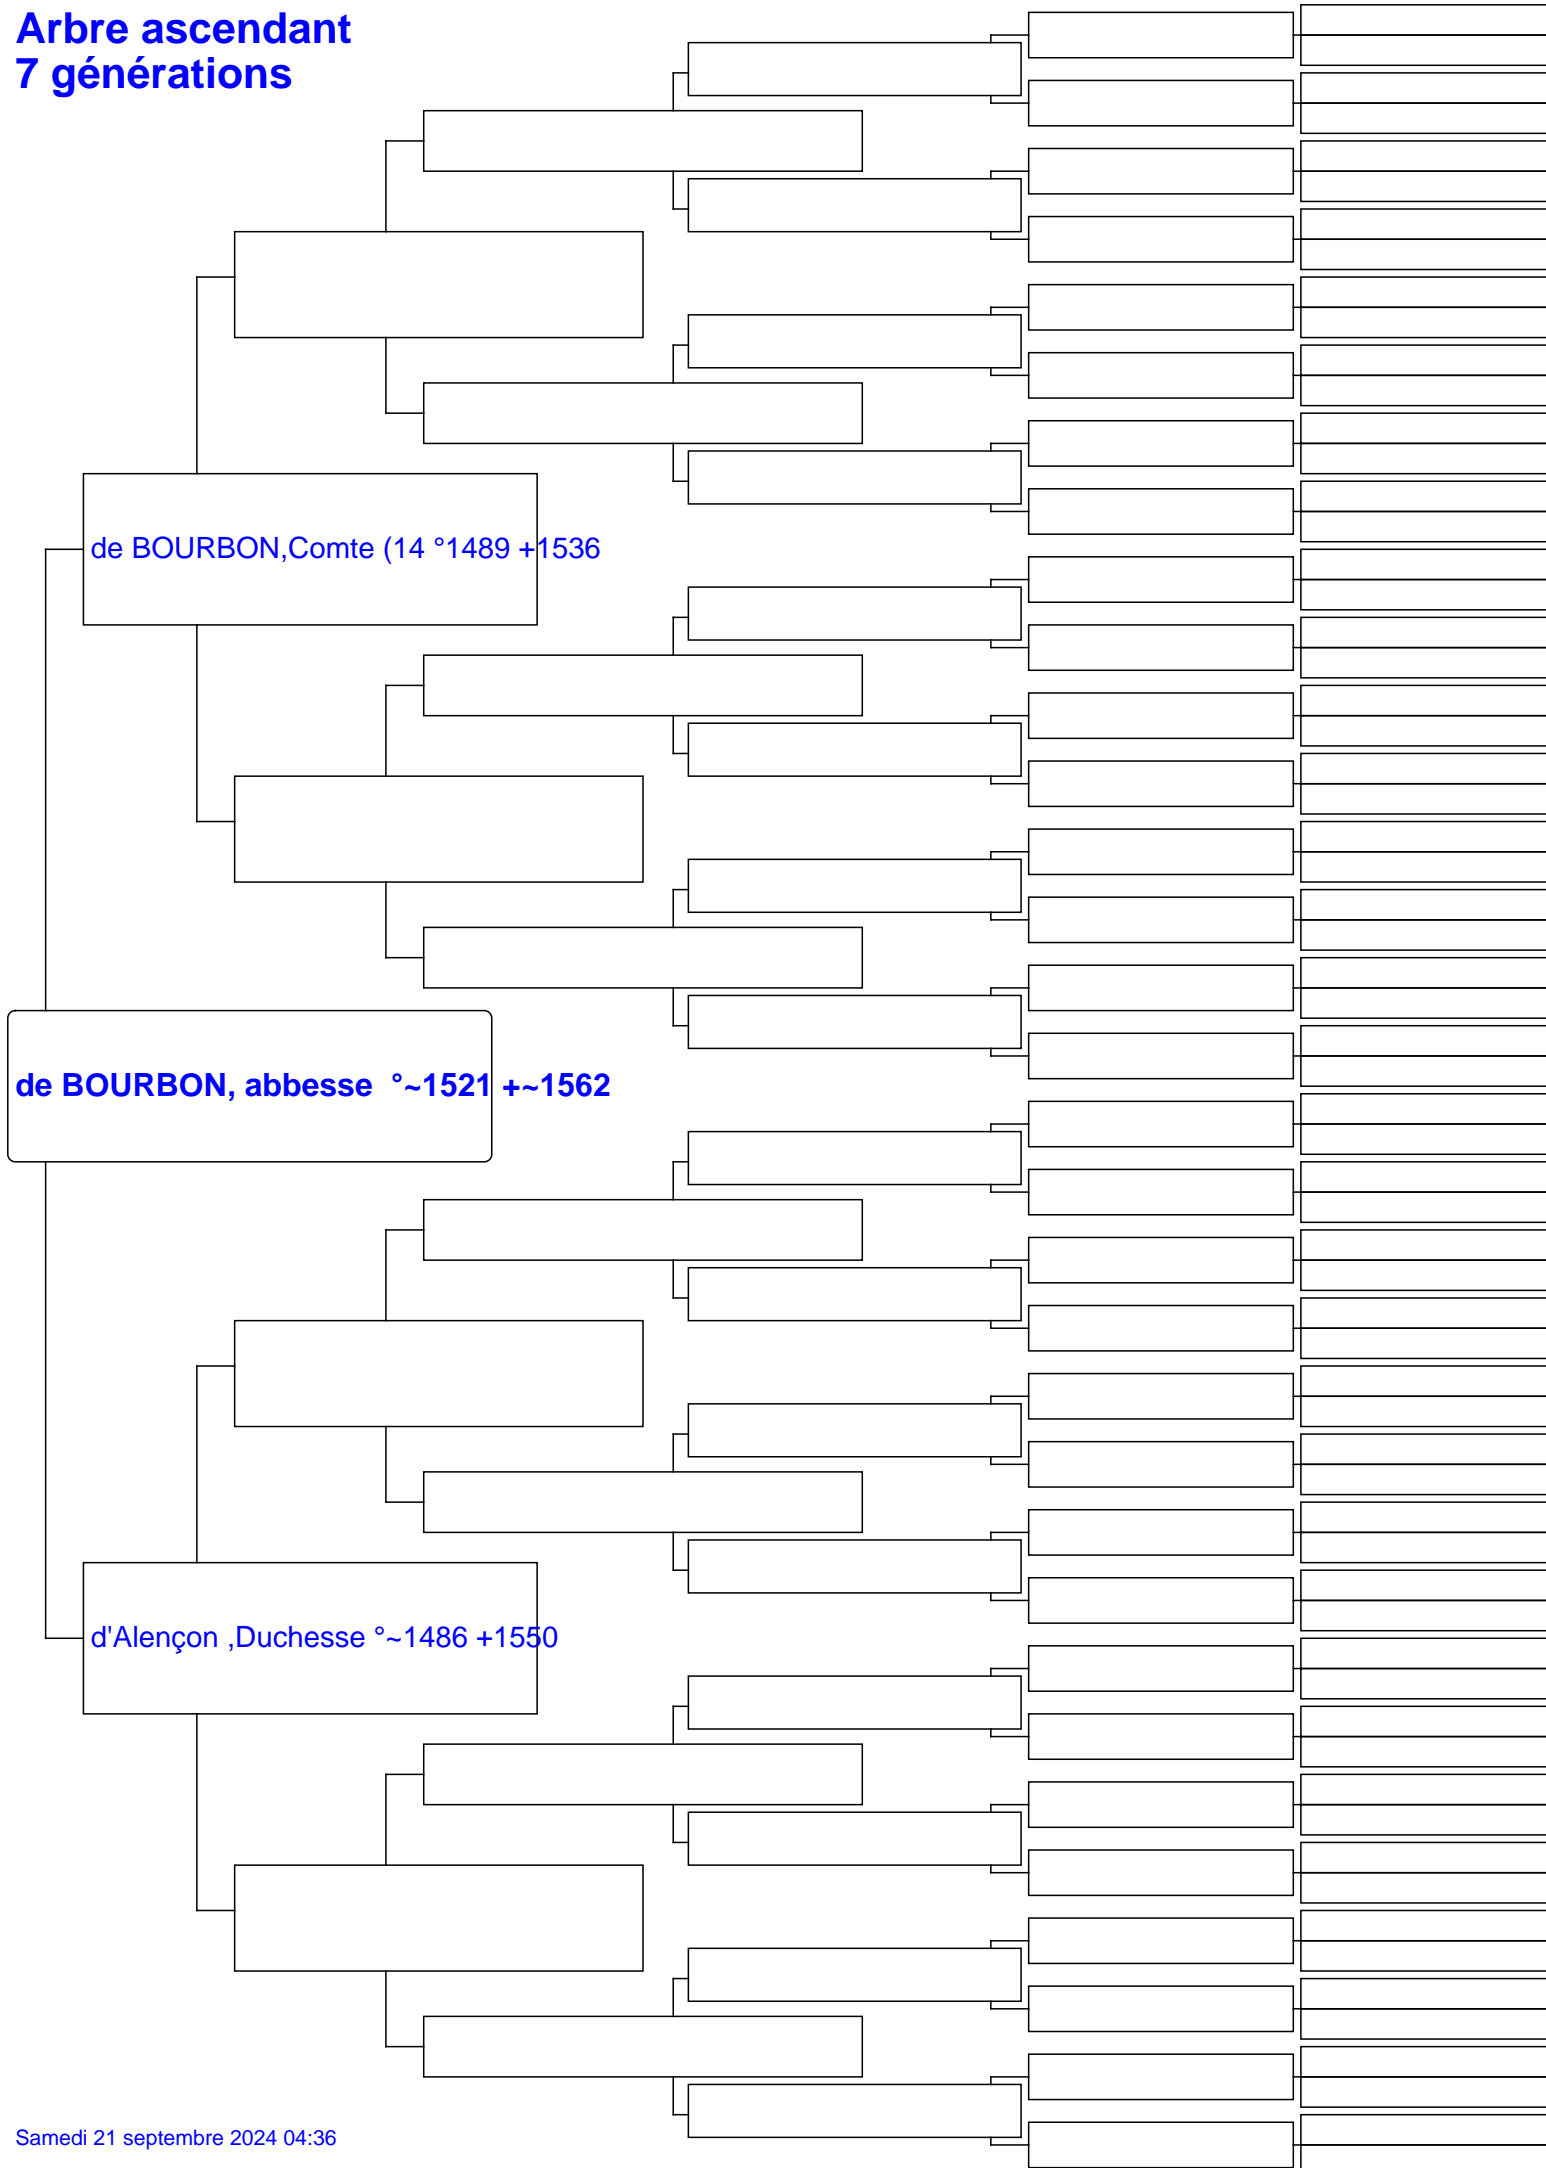 Arbre ascendant
7 générations
de BOURBON,Comte (14 °1489 +1536
de BOURBON, abbesse  °~1521 +~1562
d'Alençon ,Duchesse °~1486 +1550
Samedi 21 septembre 2024 04:36